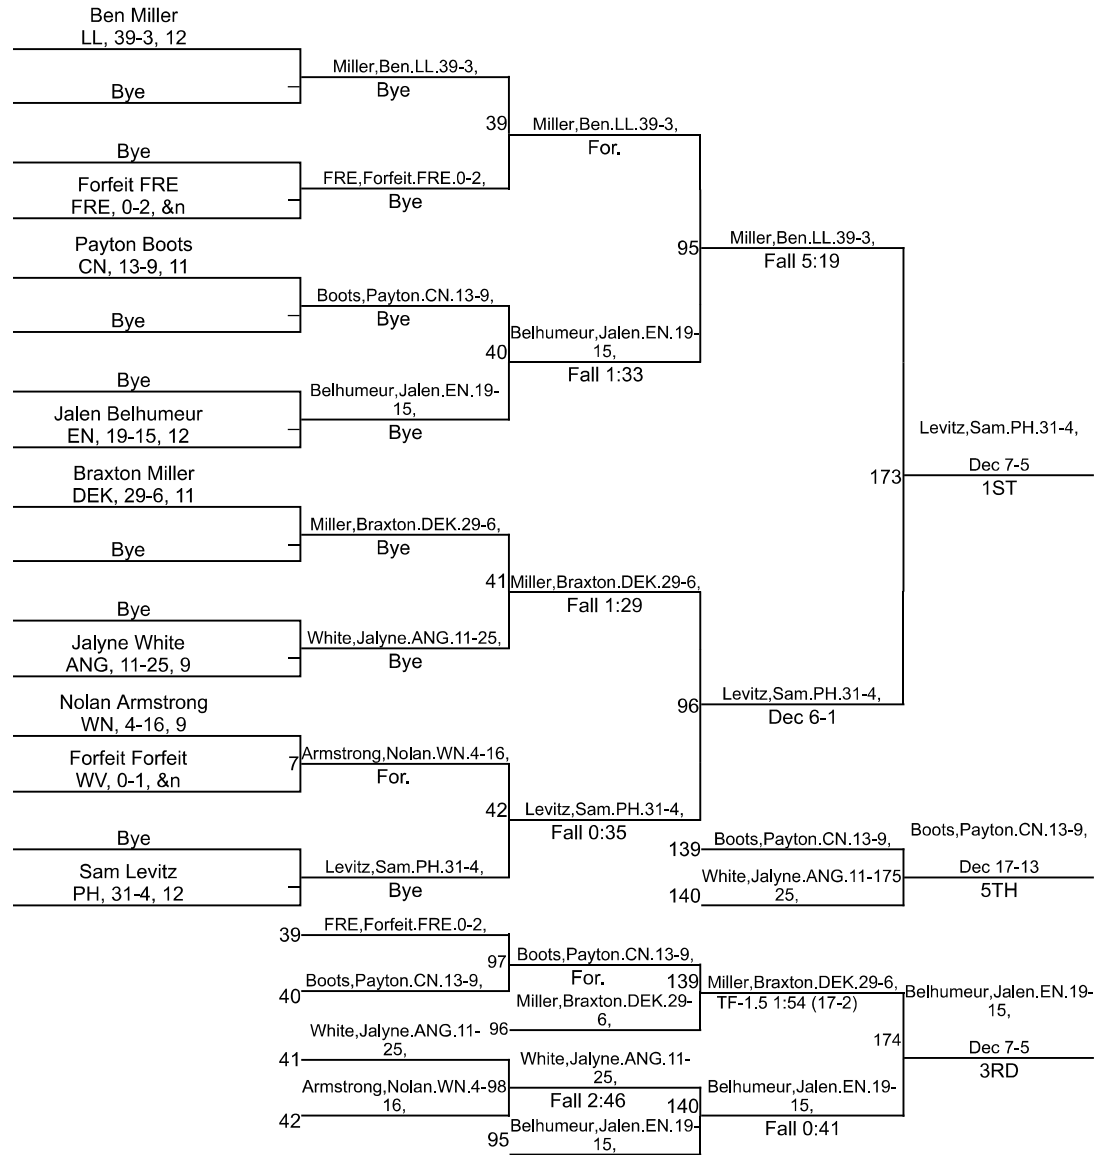 Ben Miller
LL, 39-3, 12
Miller,Ben.LL.39-3,
Bye
Bye
39
Miller,Ben.LL.39-3,
For.
Bye
Forfeit FRE
FRE, 0-2, &n
FRE,Forfeit.FRE.0-2,
Bye
95
Miller,Ben.LL.39-3,
Fall 5:19
Payton Boots
CN, 13-9, 11
Boots,Payton.CN.13-9,
Bye
Bye
40
Belhumeur,Jalen.EN.19-
15,
Fall 1:33
Bye
Jalen Belhumeur
EN, 19-15, 12
Belhumeur,Jalen.EN.19-
15,
Bye
173
Levitz,Sam.PH.31-4,
Dec 7-5
1ST
Braxton Miller
DEK, 29-6, 11
Miller,Braxton.DEK.29-6,
Bye
Bye
41
Miller,Braxton.DEK.29-6,
Fall 1:29
Bye
Jalyne White
ANG, 11-25, 9
White,Jalyne.ANG.11-25,
Bye
96
Levitz,Sam.PH.31-4,
Dec 6-1
Nolan Armstrong
WN, 4-16, 9
Forfeit Forfeit
WV, 0-1, &n
7
Armstrong,Nolan.WN.4-16,
For.
42
Levitz,Sam.PH.31-4,
Fall 0:35
Bye
Sam Levitz
PH, 31-4, 12
Levitz,Sam.PH.31-4,
Bye
139
Boots,Payton.CN.13-9,
140
White,Jalyne.ANG.11-175
25,
Boots,Payton.CN.13-9,
Dec 17-13
5TH
39
FRE,Forfeit.FRE.0-2,
40
Boots,Payton.CN.13-9,
97
Boots,Payton.CN.13-9,
For.
96
Miller,Braxton.DEK.29-
6,
139
Miller,Braxton.DEK.29-6,
TF-1.5 1:54 (17-2)
41
White,Jalyne.ANG.11-
25,
42
Armstrong,Nolan.WN.4-98
16,
White,Jalyne.ANG.11-
25,
Fall 2:46
95
Belhumeur,Jalen.EN.19-
15,
140
Belhumeur,Jalen.EN.19-
15,
Fall 0:41
174
Belhumeur,Jalen.EN.19-
15,
Dec 7-5
3RD